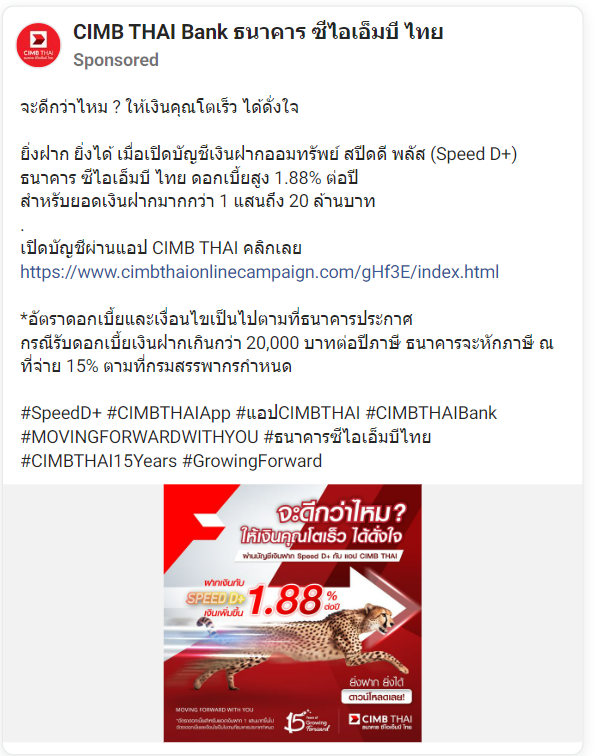 CIMB THAI Bank ธนาคาร ซีไอเอ็มบี ไทย
Sponsored
จะดีกว่าไหม ? ให้เงินคุณโตเร็ว ได้ดั่งใจ
ยิ่งฝาก ยิ่งได้ เมื่อเปิดบัญชีเงินฝากออมทรัพย์ สปีดดี พลัส (Speed D+)
ธนาคาร ซีไอเอ็มบี ไทย ดอกเบี้ยสูง 1.88% ต่อปี
สำหรับยอดเงินฝากมากกว่า 1 แสนถึง 20 ล้านบาท
.
เปิดบัญชีผ่านแอป CIMB THAI คลิกเลย
https://www.cimbthaionlinecampaign.com/gHf3E/index.html
*อัตราดอกเบี้ยและเงื่อนไขเป็นไปตามที่ธนาคารประกาศ
กรณีรับดอกเบี้ยเงินฝากเกินกว่า 20,000 บาทต่อปีภาษี ธนาคารจะหักภาษี ณ
ที่จ่าย 15% ตามที่กรมสรรพากรกำหนด
#SpeedD+ #CIMBTHAIApp #แอปCIMBTHAI #CIMBTHAIBank
#MOVINGFORWARDWITHYOU #ธนาคารซีไอเอ็มบีไทย
#CIMBTHAI15Years #GrowingForward
จะดีกว่าไหม?
ให้เงินคุณโตเร็ว ได้ดั่งใจ
ผ่านบัญชีเงินฝาก Speed D+ กับ แอป CIMB THAI
ฝากเงินกับ
SPEED D+
เงินเพิ่มขึ้น
1.88% ต่อปี
ยิ่งฝาก ยิ่งได้
ดาวน์โหลดเลย!
MOVING FORWARD WITH YOU
15 Years of Growing Forward
CIMB THAI
ธนาคาร ซีไอเอ็มบี ไทย